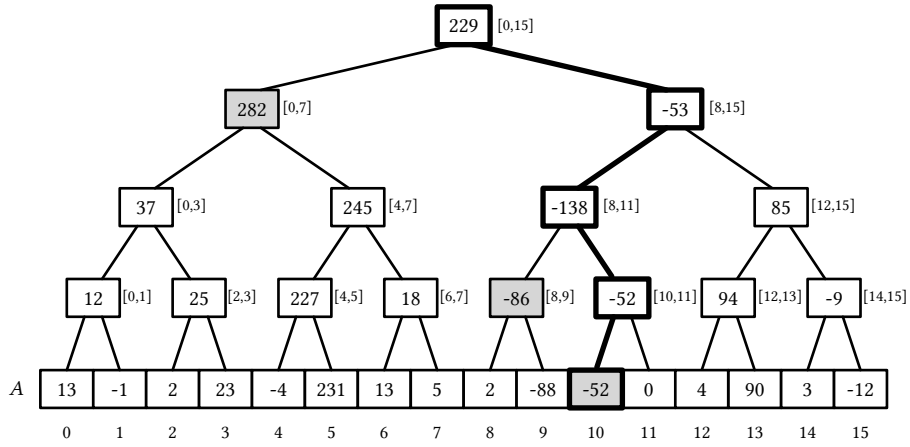 229 [0,15]
282 [0,7] -53 [8,15]
37 [0,3] 245 [4,7] -138 [8,11] 85 [12,15]
12 [0,1] 25 [2,3] 227 [4,5] 18 [6,7] -86 [8,9] -52 [10,11] 94 [12,13] -9 [14,15]
A 13 -1 2 23 -4 231 13 5 2 -88 -52 0 4 90 3 -12
0 1 2 3 4 5 6 7 8 9 10 11 12 13 14 15